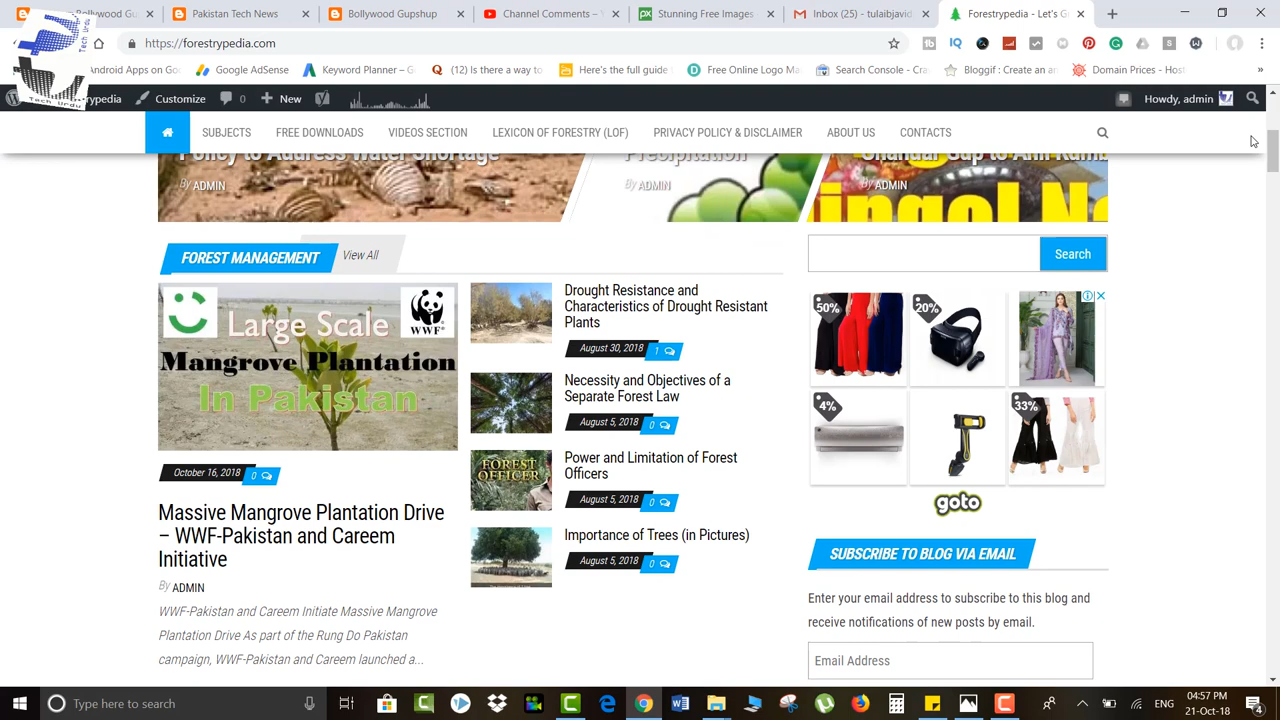 Bollywood Gupshup
Pakistan Tech News
Bollywood Gupshup
Channel Comments – Y
Stunning Free Images
Inbox (25) - nautaldavid
Forestrypedia - Let's G
https://forestrypedia.com
Android Apps on Goo
Google AdSense
Keyword Planner – G
(12) Is there a way to
Here's the full guide
Free Online Logo Ma
Search Console - Cra
Bloggif : Create an an
Domain Prices - Host
Tech Urdu
Tech Urdu
Customize
0
New
Howdy, admin
SUBJECTS
FREE DOWNLOADS
VIDEOS SECTION
LEXICON OF FORESTRY (LOF)
PRIVACY POLICY & DISCLAIMER
ABOUT US
CONTACTS
Policy to Address Water Shortage
Precipitation
By ADMIN
By ADMIN
By ADMIN
FOREST MANAGEMENT
View All
Search
Large Scale
WWF
Mangrove Plantation
In Pakistan
October 16, 2018
0
Massive Mangrove Plantation Drive
– WWF-Pakistan and Careem
Initiative
By ADMIN
WWF-Pakistan and Careem Initiate Massive Mangrove
Plantation Drive As part of the Rung Do Pakistan
campaign, WWF-Pakistan and Careem launched a...
Drought Resistance and
Characteristics of Drought Resistant
Plants
August 30, 2018
1
Necessity and Objectives of a
Separate Forest Law
August 5, 2018
0
FOREST
OFFICER
Power and Limitation of Forest
Officers
August 5, 2018
0
Importance of Trees (in Pictures)
August 5, 2018
0
50%
20%
4%
33%
goto
SUBSCRIBE TO BLOG VIA EMAIL
Enter your email address to subscribe to this blog and
receive notifications of new posts by email.
Email Address
Type here to search
04:57 PM
21-Oct-18
4